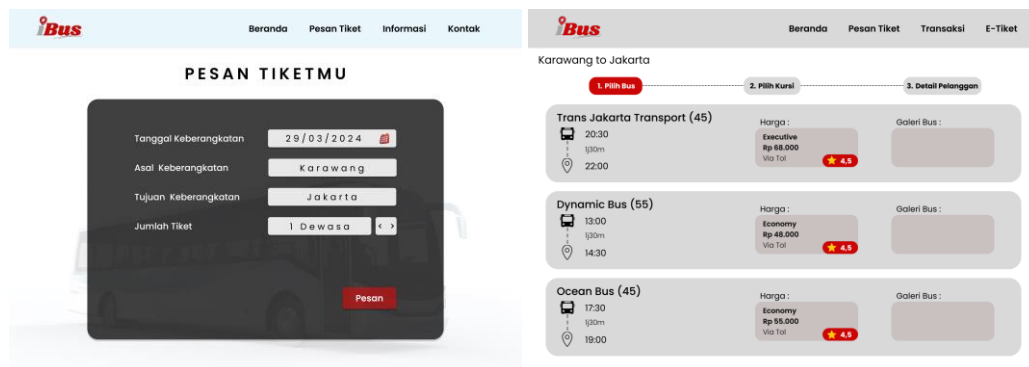 iBus
Beranda Pesan Tiket Informasi Kontak
PESAN TIKETMU
Tanggal Keberangkatan 29/03/2024
Asal Keberangkatan Karawang
Tujuan Keberangkatan Jakarta
Jumlah Tiket 1 Dewasa < >
Pesan
iBus
Beranda Pesan Tiket Transaksi E-Tiket
Karawang to Jakarta
1. Pilih Bus 2. Pilih Kursi 3. Detail Pelanggan
Trans Jakarta Transport (45)
20:30
1j30m
22:00
Harga :
Executive
Rp 68.000
Via Tol
4,5
Galeri Bus :
Dynamic Bus (55)
13:00
1j30m
14:30
Harga :
Economy
Rp 48.000
Via Tol
4,5
Galeri Bus :
Ocean Bus (45)
17:30
1j30m
19:00
Harga :
Economy
Rp 55.000
Via Tol
4,5
Galeri Bus :